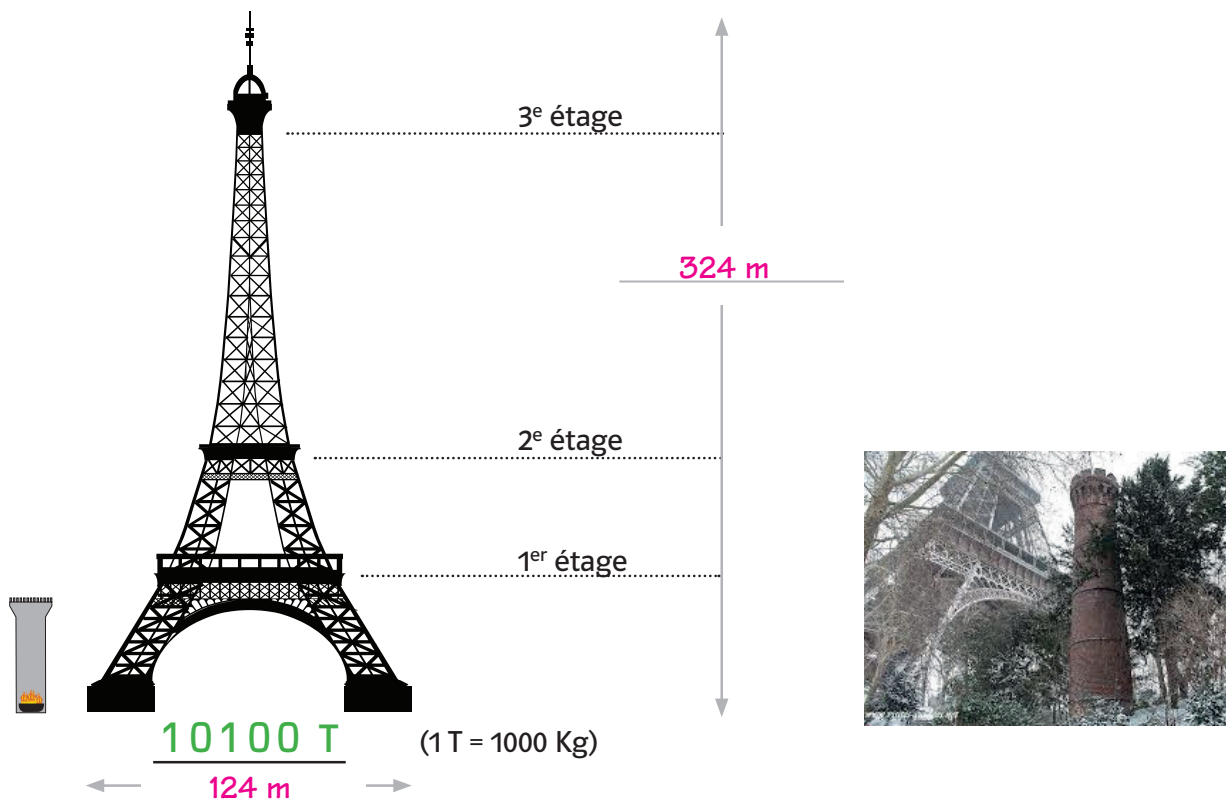 3e étage
324 m
2e étage
1er étage
10100 T
(1 T = 1000 Kg)
124 m